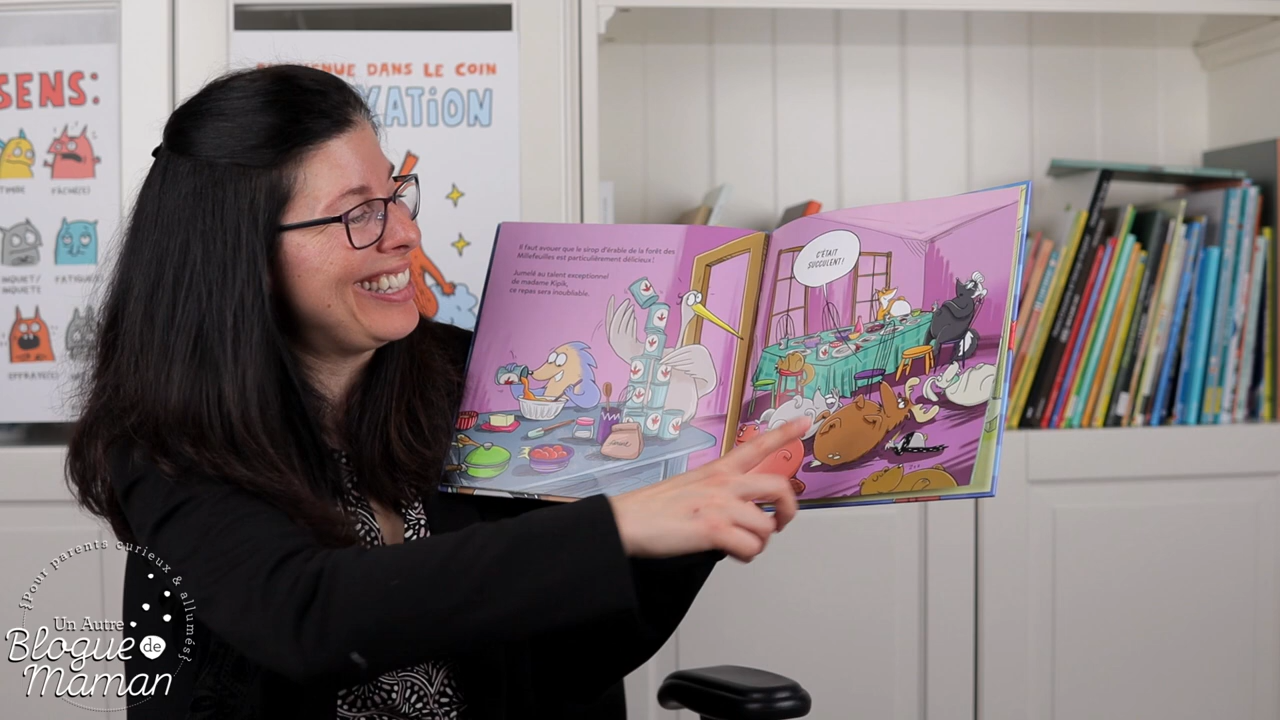 SENS:
FÂCHÉ(E)
FATIGUÉ(E)
INQUIET/
EFFRAYÉ(E)
DANS LE COIN
Il faut avouer que le sirop d'érable de la forêt des
Millefeuilles est particulièrement délicieux!
Jumelé au talent exceptionnel
de madame Kipik,
ce repas sera inoubliable.
C'ÉTAIT
SUCCULENT!
{Pour parents curieux & allumés}
Un Autre
Blogue de
Maman